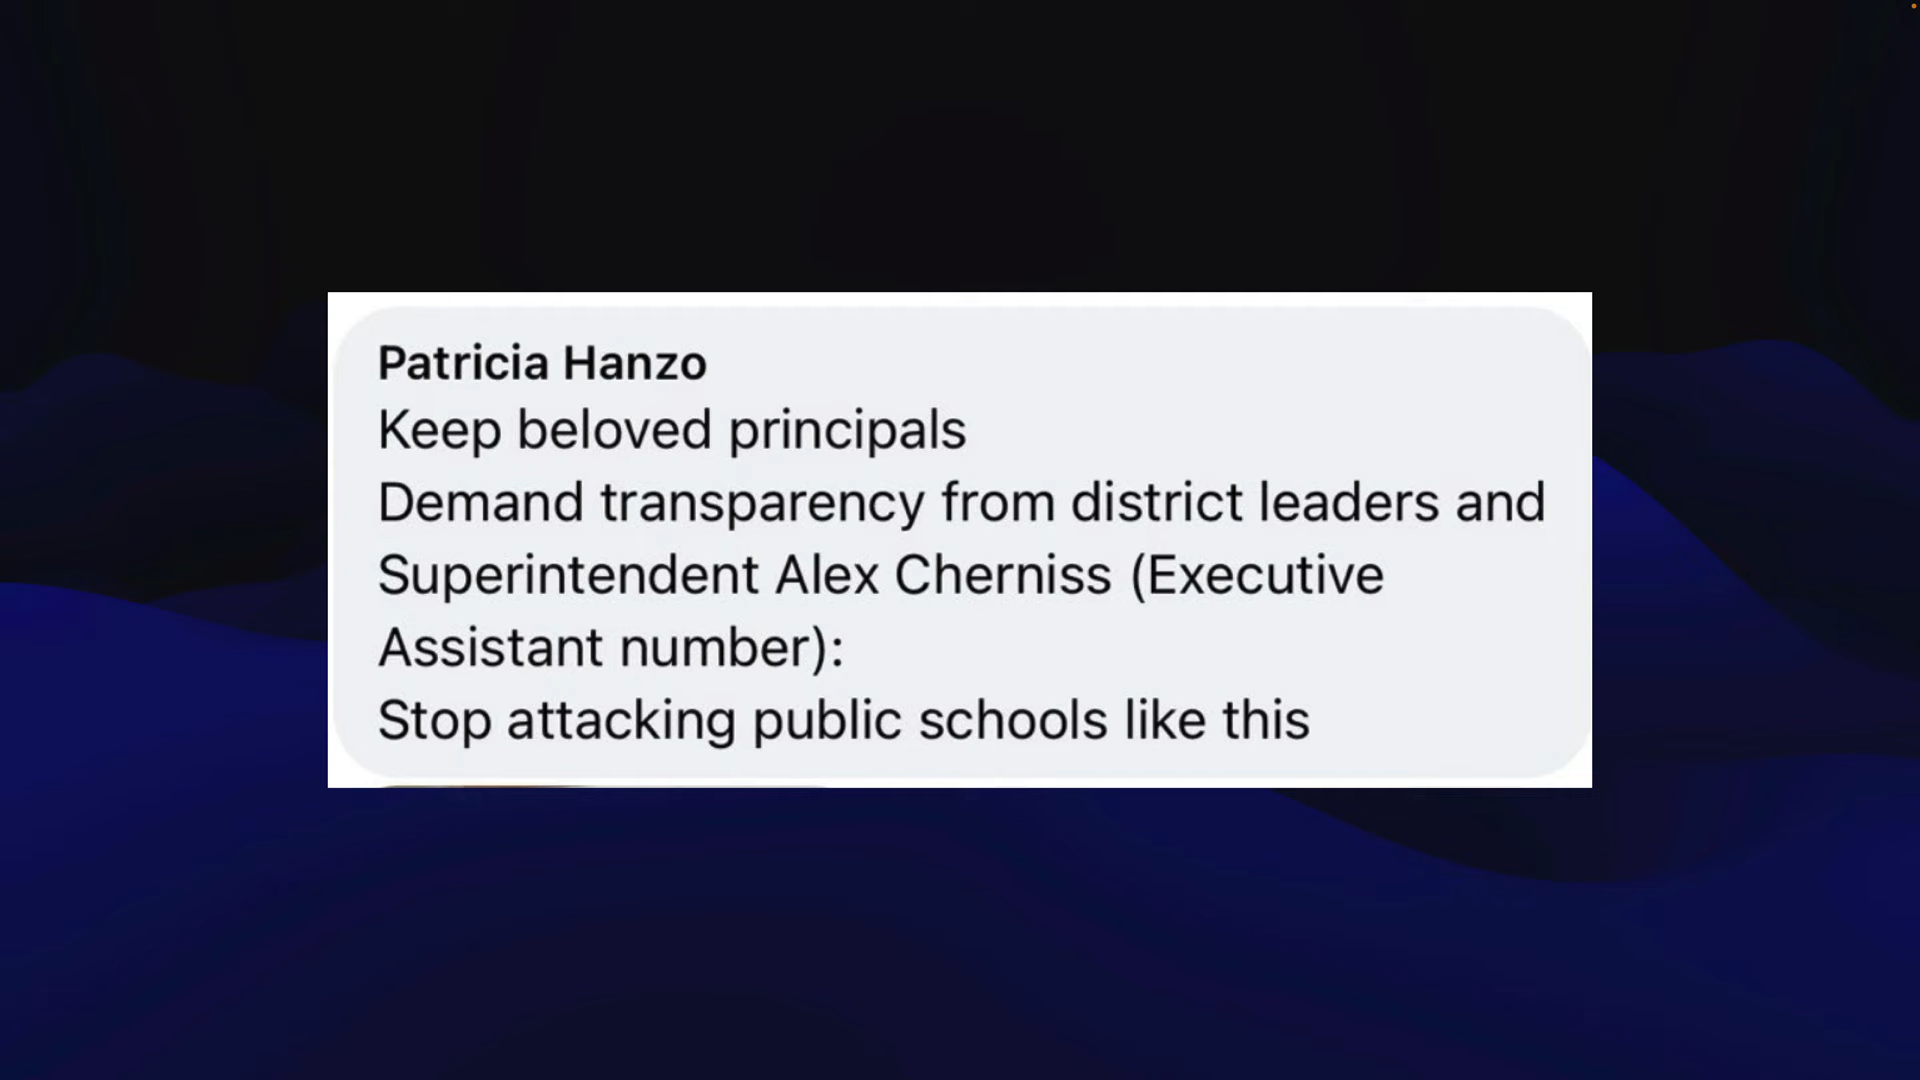 Patricia Hanzo
Keep beloved principals
Demand transparency from district leaders and
Superintendent Alex Cherniss (Executive
Assistant number):
Stop attacking public schools like this